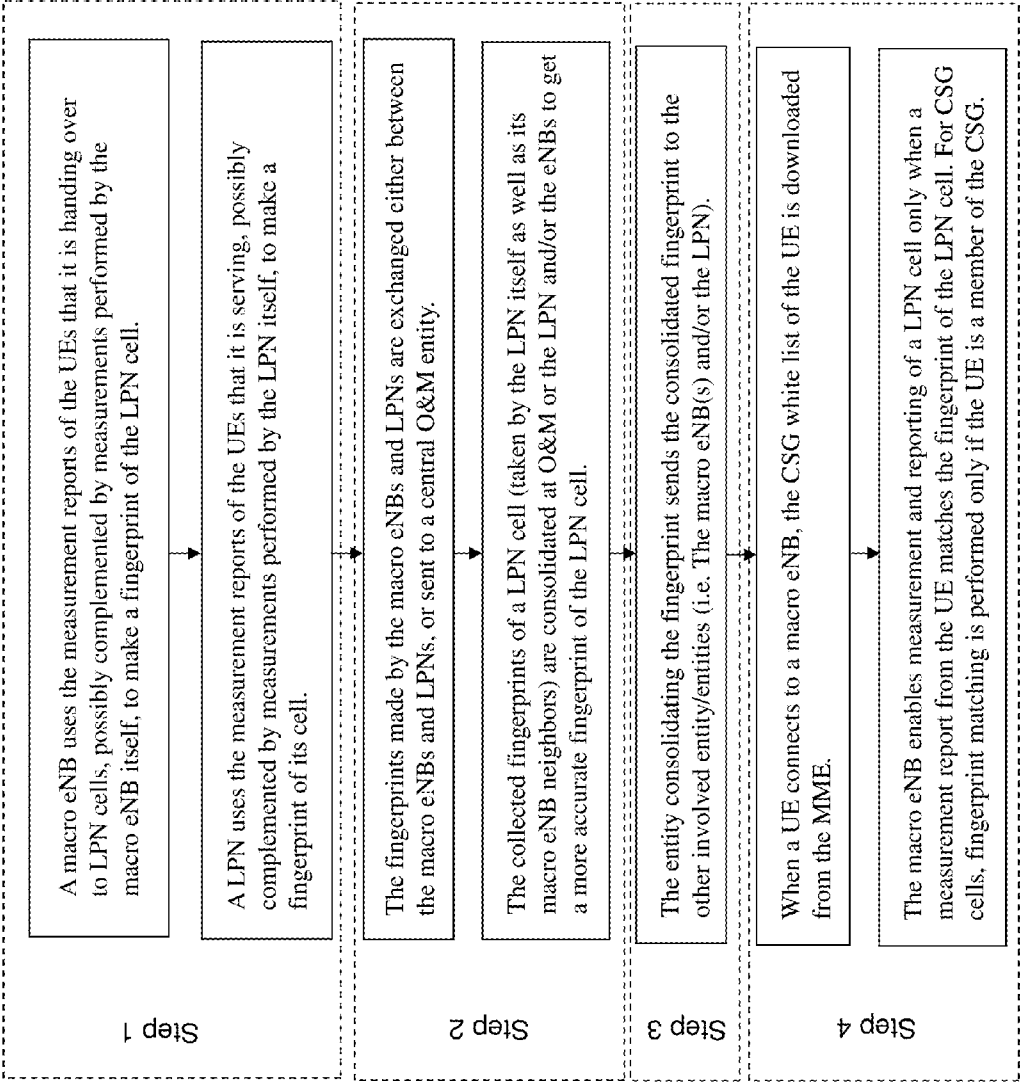 Step 1
A macro eNB uses the measurement reports of the UEs that it is handing over
to LPN cells, possibly complemented by measurements performed by the
macro eNB itself, to make a fingerprint of the LPN cell.
A LPN uses the measurement reports of the UEs that it is serving, possibly
complemented by measurements performed by the LPN itself, to make a
fingerprint of its cell.
Step 2
The fingerprints made by the macro eNBs and LPNs are exchanged either between
the macro eNBs and LPNs, or sent to a central O&M entity.
The collected fingerprints of a LPN cell (taken by the LPN itself as well as its
macro eNB neighbors) are consolidated at O&M or the LPN and/or the eNBs to get
a more accurate fingerprint of the LPN cell.
Step 3
The entity consolidating the fingerprint sends the consolidated fingerprint to the
other involved entity/entities (i.e. The macro eNB(s) and/or the LPN).
Step 4
When a UE connects to a macro eNB, the CSG white list of the UE is downloaded
from the MME.
The macro eNB enables measurement and reporting of a LPN cell only when a
measurement report from the UE matches the fingerprint of the LPN cell. For CSG
cells, fingerprint matching is performed only if the UE is a member of the CSG.